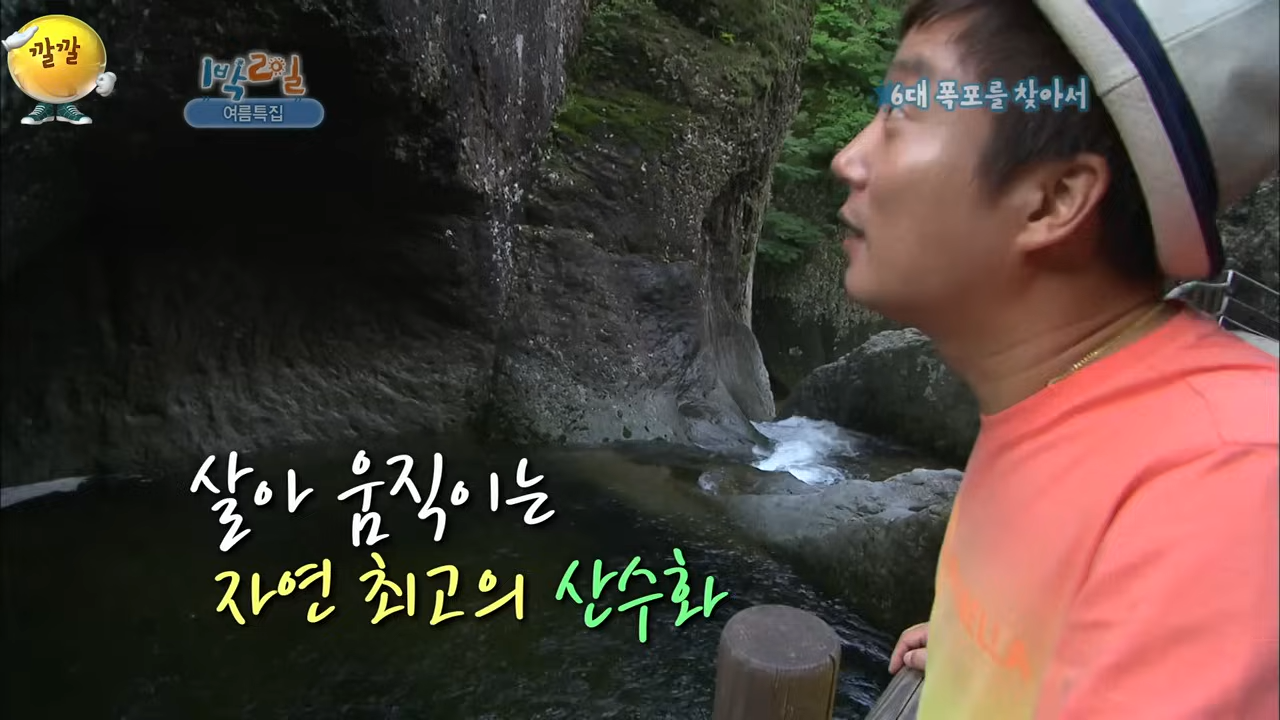 깔깔
1박2일
여름특집
6대 폭포를 찾아서
살아 움직이는
자연 최고의 산수화